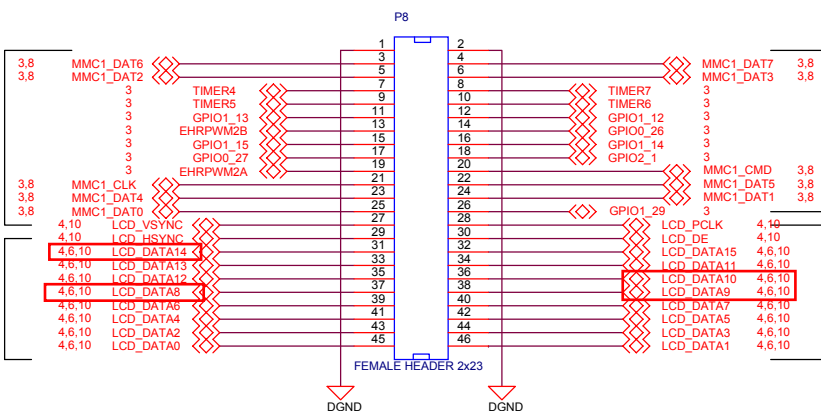 P8
1 2
3,8 MMC1_DAT6 3 4 MMC1_DAT7 3,8
3,8 MMC1_DAT2 5 6 MMC1_DAT3 3,8
3 TIMER4 7 8 TIMER7 3
3 TIMER5 9 10 TIMER6 3
3 GPIO1_13 11 12 GPIO1_12 3
3 EHRPWM2B 13 14 GPIO0_26 3
3 GPIO1_15 15 16 GPIO1_14 3
3 GPIO0_27 17 18 GPIO2_1 3
3 EHRPWM2A 19 20 MMC1_CMD 3,8
3,8 MMC1_CLK 21 22 MMC1_DAT5 3,8
3,8 MMC1_DAT4 23 24 MMC1_DAT1 3,8
3,8 MMC1_DAT0 25 26 GPIO1_29 3
4,10 LCD_VSYNC 27 28 LCD_PCLK 4,10
4,10 LCD_HSYNC 29 30 LCD_DE 4,10
4,6,10 LCD_DATA14 31 32 LCD_DATA15 4,6,10
4,6,10 LCD_DATA13 33 34 LCD_DATA11 4,6,10
4,6,10 LCD_DATA12 35 36 LCD_DATA10 4,6,10
4,6,10 LCD_DATA8 37 38 LCD_DATA9 4,6,10
4,6,10 LCD_DATA6 39 40 LCD_DATA7 4,6,10
4,6,10 LCD_DATA4 41 42 LCD_DATA5 4,6,10
4,6,10 LCD_DATA2 43 44 LCD_DATA3 4,6,10
4,6,10 LCD_DATA0 45 46 LCD_DATA1 4,6,10
FEMALE HEADER 2x23
DGND DGND